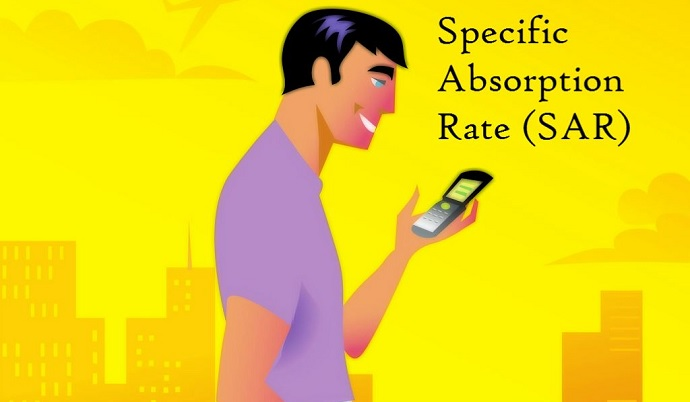 Specific
Absorption
Rate (SAR)